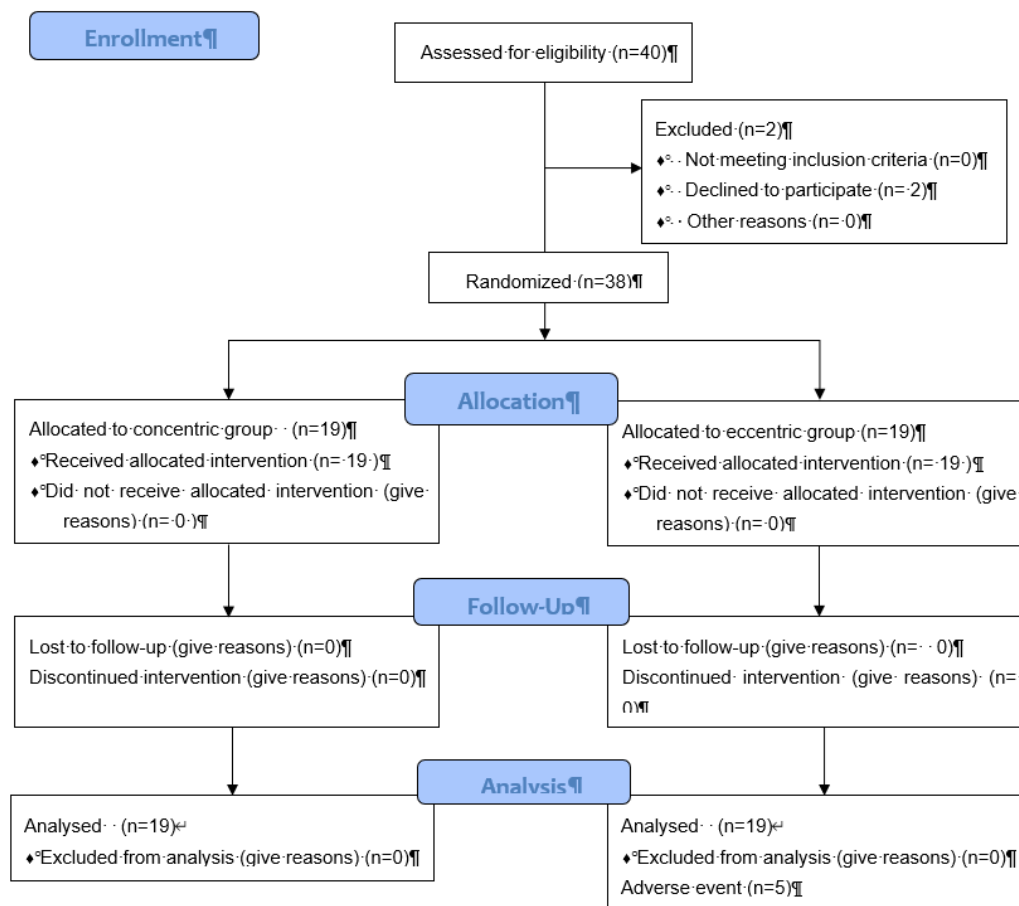 Enrollment¶
Assessed·for·eligibility·(n=40)¶
Excluded·(n=2)¶
♦°·· Not·meeting·inclusion·criteria·(n=0)¶
♦°·· Declined·to·participate·(n=·2)¶
♦°·· Other·reasons·(n=·0)¶
Randomized·(n=38)¶
Allocation¶
Allocated·to·concentric·group··(n=19)¶
♦°Received·allocated·intervention·(n=·19·)¶
♦°Did·not·receive·allocated·intervention·(give·
reasons)·(n=·0·)¶
Allocated·to·eccentric·group·(n=19)¶
♦°Received·allocated·intervention·(n=·19·)¶
♦°Did·not·receive·allocated·intervention·(give·
reasons)·(n=·0)¶
Follow-Up¶
Lost·to·follow-up·(give·reasons)·(n=0)¶
Discontinued·intervention·(give·reasons)·(n=0)¶
Lost·to·follow-up·(give·reasons)·(n=··0)¶
Discontinued·intervention·(give·reasons)·(n=·
0)¶
Analysis¶
Analysed··(n=19)↵
♦°Excluded·from·analysis·(give·reasons)·(n=0)¶
Analysed··(n=19)↵
♦°Excluded·from·analysis·(give·reasons)·(n=0)¶
Adverse·event·(n=5)¶